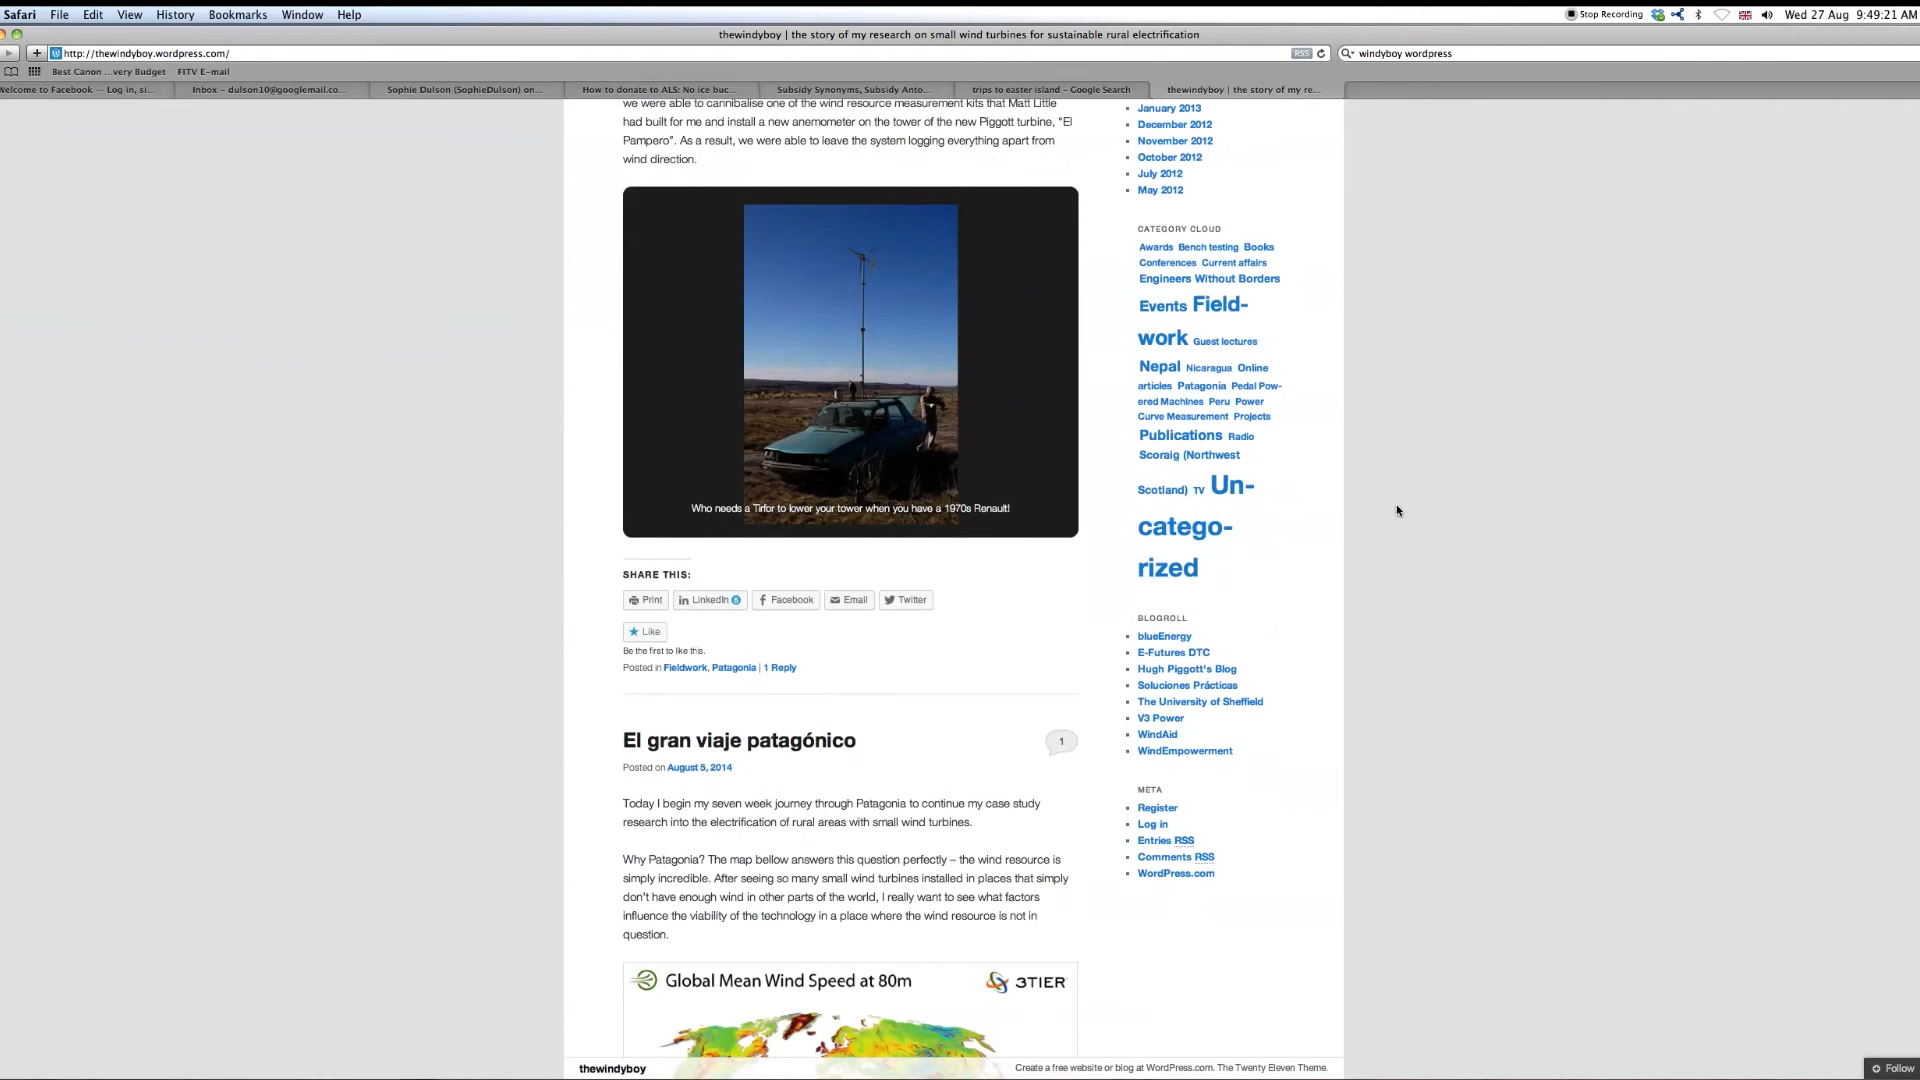 Safari File Edit View History Bookmarks Window Help
Stop Recording Wed 27 Aug 9:49:21 AM
thewindyboy | the story of my research on small wind turbines for sustainable rural electrification
http://thewindyboy.wordpress.com/ RSS windyboy wordpress
Best Canon ...very Budget FITV E-mail
Welcome to Facebook — Log in, si... Inbox – dulson10@googlemail.co... Sophie Dulson (SophieDulson) on... How to donate to ALS: No ice buc... Subsidy Synonyms, Subsidy Anto... trips to easter island – Google Search thewindyboy | the story of my re...
we were able to cannibalise one of the wind resource measurement kits that Matt Little
had built for me and install a new anemometer on the tower of the new Piggott turbine, “El
Pampero”. As a result, we were able to leave the system logging everything apart from
wind direction.
Who needs a Tirfor to lower your tower when you have a 1970s Renault!
SHARE THIS:
Print LinkedIn 6 Facebook Email Twitter
Like
Be the first to like this.
Posted in Fieldwork, Patagonia | 1 Reply
El gran viaje patagónico 1
Posted on August 5, 2014
Today I begin my seven week journey through Patagonia to continue my case study
research into the electrification of rural areas with small wind turbines.
Why Patagonia? The map bellow answers this question perfectly – the wind resource is
simply incredible. After seeing so many small wind turbines installed in places that simply
don't have enough wind in other parts of the world, I really want to see what factors
influence the viability of the technology in a place where the wind resource is not in
question.
Global Mean Wind Speed at 80m 3TIER
January 2013
December 2012
November 2012
October 2012
July 2012
May 2012
CATEGORY CLOUD
Awards Bench testing Books
Conferences Current affairs
Engineers Without Borders
Events Field-
work Guest lectures
Nepal Nicaragua Online
articles Patagonia Pedal Pow-
ered Machines Peru Power
Curve Measurement Projects
Publications Radio
Scoraig (Northwest
Scotland) TV Un-
catego-
rized
BLOGROLL
blueEnergy
E-Futures DTC
Hugh Piggott's Blog
Soluciones Prácticas
The University of Sheffield
V3 Power
WindAid
WindEmpowerment
META
Register
Log in
Entries RSS
Comments RSS
WordPress.com
thewindyboy Create a free website or blog at WordPress.com. The Twenty Eleven Theme.
Follow